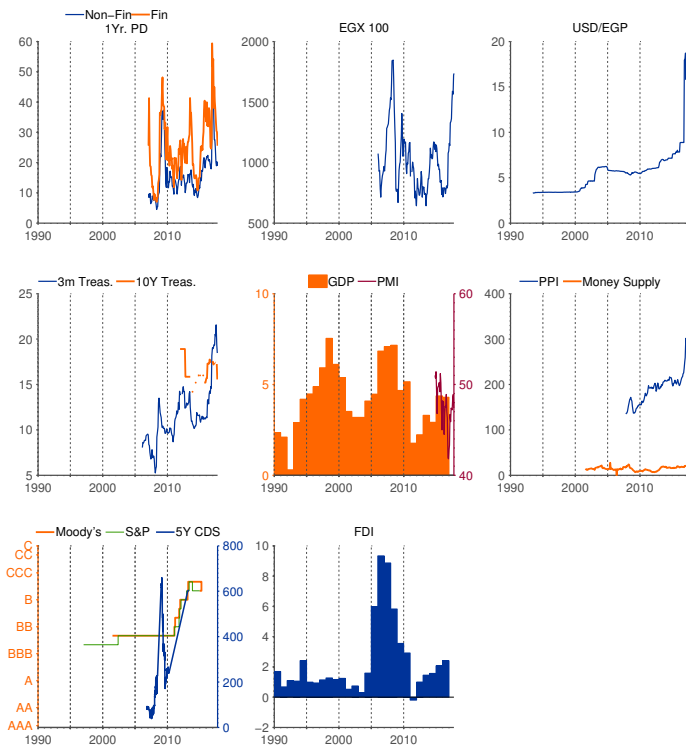 Non−Fin Fin
1Yr. PD
60
50
40
30
20
10
0
1990 2000 2010
EGX 100
2000
1500
1000
500
1990 2000 2010
USD/EGP
20
15
10
5
0
1990 2000 2010
3m Treas. 10Y Treas.
25
20
15
10
5
1990 2000 2010
GDP PMI
10
5
0
60
50
40
1990 2000 2010
PPI Money Supply
400
300
200
100
0
1990 2000 2010
Moody's S&P 5Y CDS
C
CC
CCC
B
BB
BBB
A
AA
AAA
800
600
400
200
0
1990 2000 2010
FDI
10
8
6
4
2
0
−2
1990 2000 2010